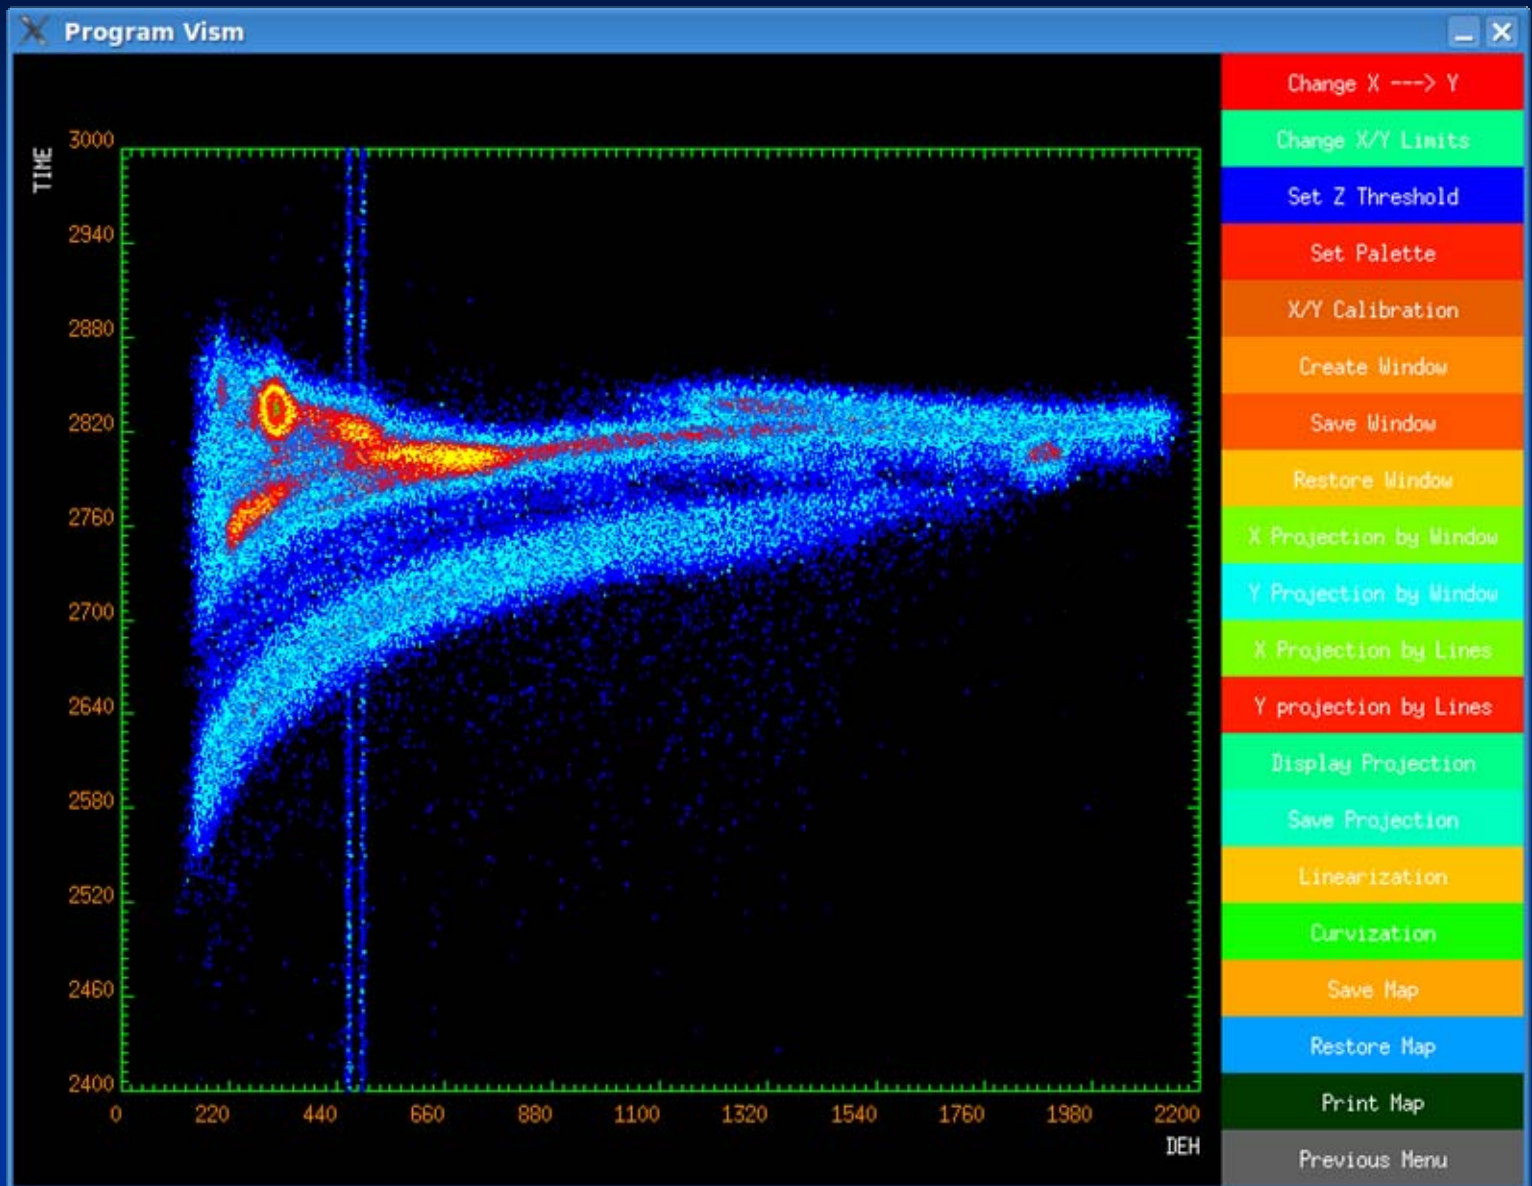 Program Vism
TIME
3000
2940
2880
2820
2760
2700
2640
2580
2520
2460
2400
0 220 440 660 880 1100 1320 1540 1760 1980 2200
DEH
Change X ---> Y
Change X/Y Limits
Set Z Threshold
Set Palette
X/Y Calibration
Create Window
Save Window
Restore Window
X Projection by Window
Y Projection by Window
X Projection by Lines
Y projection by Lines
Display Projection
Save Projection
Linearization
Curvization
Save Map
Restore Map
Print Map
Previous Menu